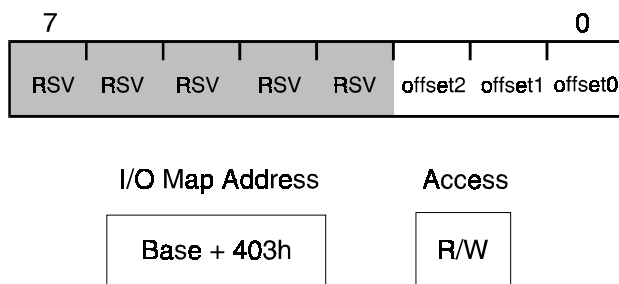 7 0
RSV RSV RSV RSV RSV offset2 offset1 offset0
I/O Map Address Access
Base + 403h R/W